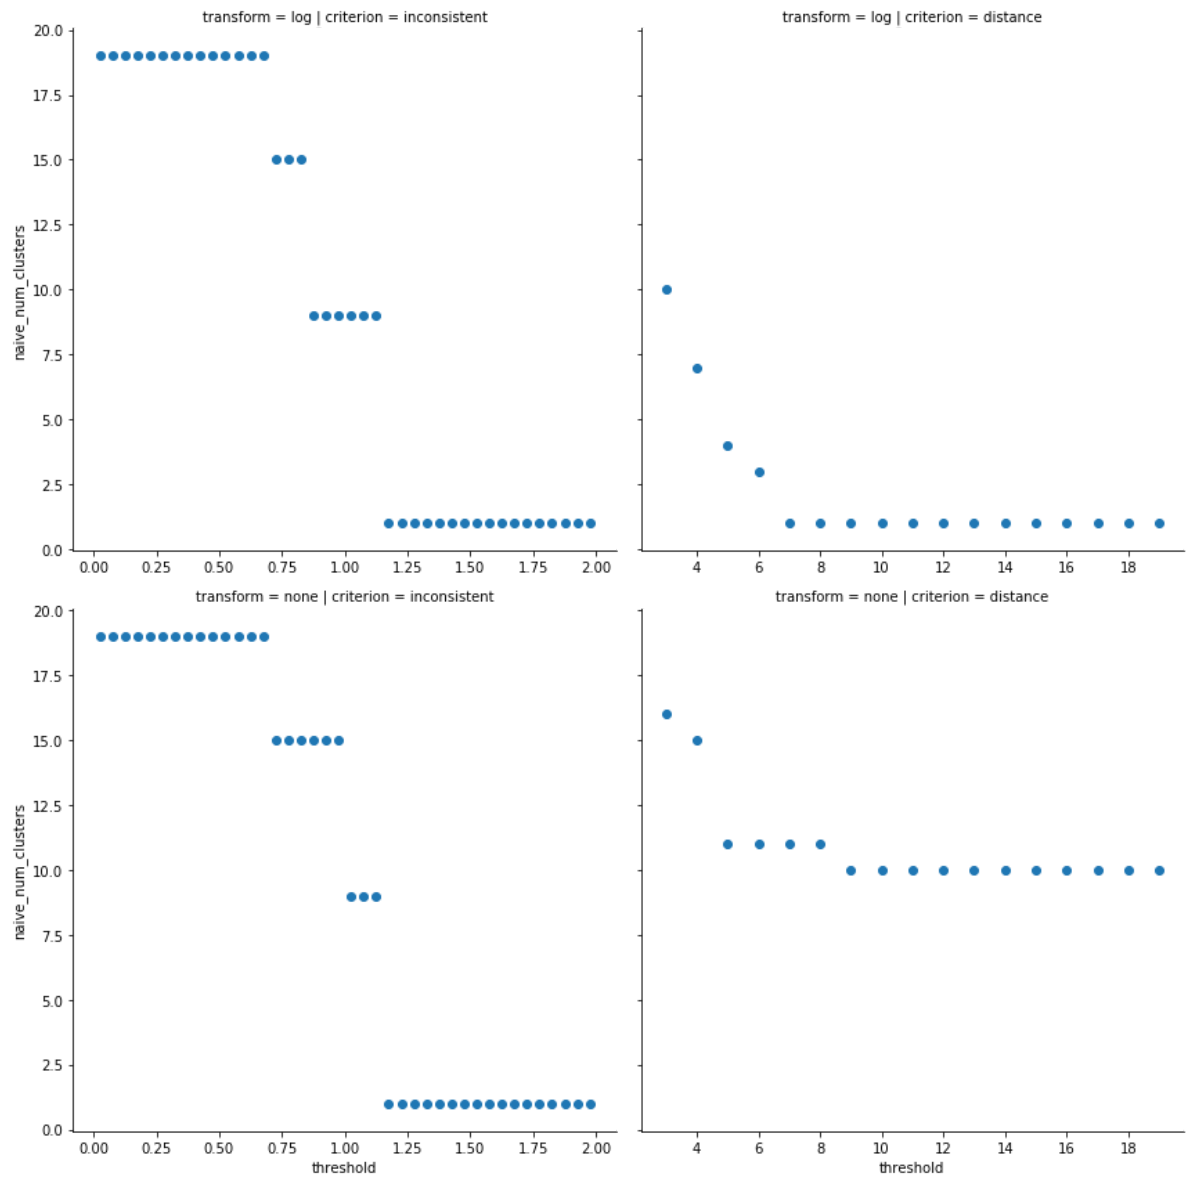 transform = log | criterion = inconsistent
transform = log | criterion = distance
20.0
17.5
15.0
12.5
10.0
7.5
5.0
2.5
0.0
naive_num_clusters
0.00 0.25 0.50 0.75 1.00 1.25 1.50 1.75 2.00
4 6 8 10 12 14 16 18
transform = none | criterion = inconsistent
transform = none | criterion = distance
20.0
17.5
15.0
12.5
10.0
7.5
5.0
2.5
0.0
naive_num_clusters
0.00 0.25 0.50 0.75 1.00 1.25 1.50 1.75 2.00
threshold
4 6 8 10 12 14 16 18
threshold